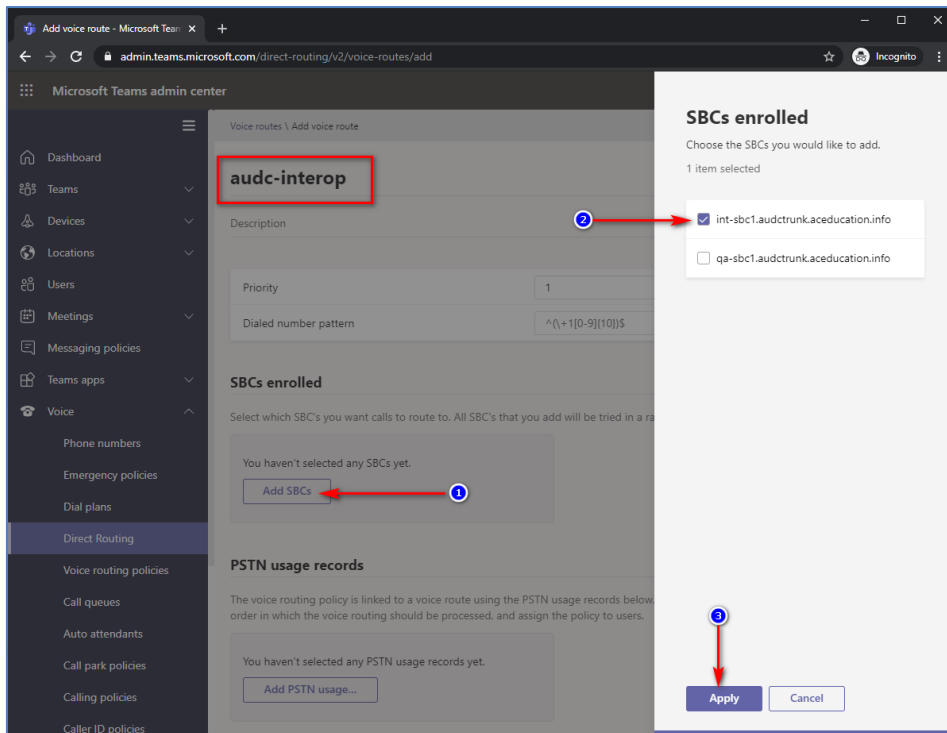 Add voice route - Microsoft Tean
admin.teams.microsoft.com/direct-routing/v2/voice-routes/add
Incognito
Microsoft Teams admin center
Dashboard
Teams
Devices
Locations
Users
Meetings
Messaging policies
Teams apps
Voice
Phone numbers
Emergency policies
Dial plans
Direct Routing
Voice routing policies
Call queues
Auto attendants
Call park policies
Calling policies
Caller ID policies
Voice routes \ Add voice route
audc-interop
Description
Priority
1
Dialed number pattern
^(\+1[0-9]{10})$
SBCs enrolled
Select which SBC's you want calls to route to. All SBC's that you add will be tried in a ra
You haven't selected any SBCs yet.
Add SBCs
1
PSTN usage records
The voice routing policy is linked to a voice route using the PSTN usage records below.
order in which the voice routing should be processed, and assign the policy to users.
You haven't selected any PSTN usage records yet.
Add PSTN usage...
SBCs enrolled
Choose the SBCs you would like to add.
1 item selected
2
int-sbc1.audctrunk.aceducation.info
qa-sbc1.audctrunk.aceducation.info
3
Apply
Cancel